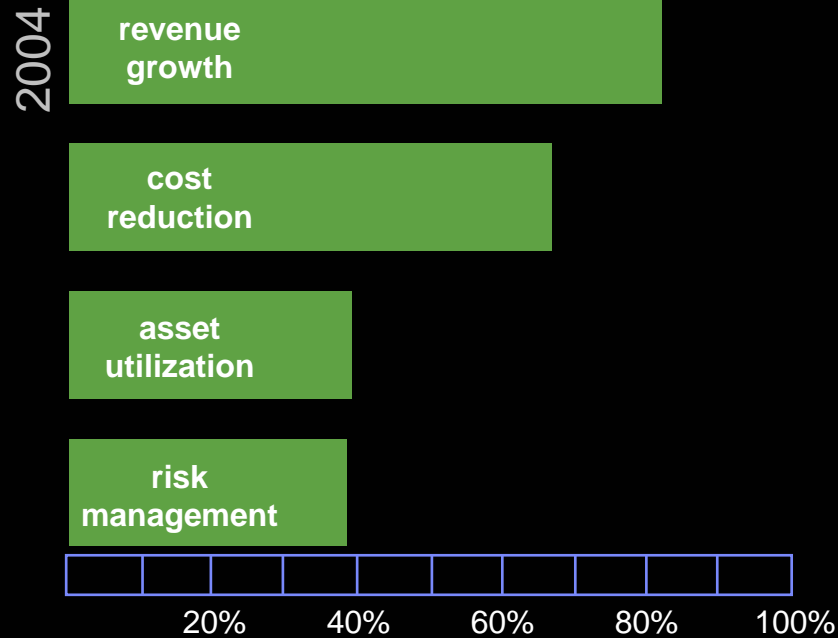 2004
revenue
growth
cost
reduction
asset
utilization
risk
management
20% 40% 60% 80% 100%